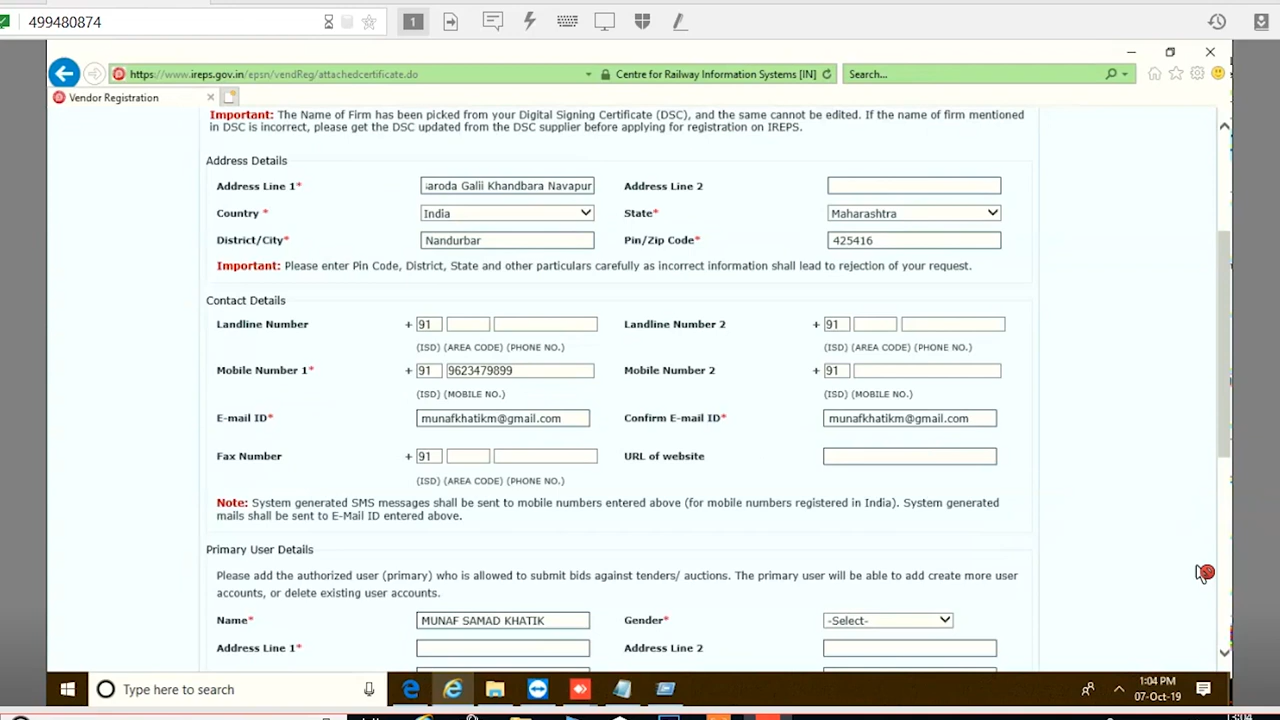 499480874
1
https://www.ireps.gov.in/epsn/vendReg/attachedcertificate.do
Centre for Railway Information Systems [IN]
Search...
Vendor Registration
Important: The Name of Firm has been picked from your Digital Signing Certificate (DSC), and the same cannot be edited. If the name of firm mentioned
in DSC is incorrect, please get the DSC updated from the DSC supplier before applying for registration on IREPS.
Address Details
Address Line 1* aroda Galii Khandbara Navapur Address Line 2
Country * India State* Maharashtra
District/City* Nandurbar Pin/Zip Code* 425416
Important: Please enter Pin Code, District, State and other particulars carefully as incorrect information shall lead to rejection of your request.
Contact Details
Landline Number + 91 Landline Number 2 + 91
(ISD) (AREA CODE) (PHONE NO.) (ISD) (AREA CODE) (PHONE NO.)
Mobile Number 1* + 91 9623479899 Mobile Number 2 + 91
(ISD) (MOBILE NO.) (ISD) (MOBILE NO.)
E-mail ID* munafkhatikm@gmail.com Confirm E-mail ID* munafkhatikm@gmail.com
Fax Number + 91 URL of website
(ISD) (AREA CODE) (PHONE NO.)
Note: System generated SMS messages shall be sent to mobile numbers entered above (for mobile numbers registered in India). System generated
mails shall be sent to E-Mail ID entered above.
Primary User Details
Please add the authorized user (primary) who is allowed to submit bids against tenders/ auctions. The primary user will be able to add create more user
accounts, or delete existing user accounts.
Name* MUNAF SAMAD KHATIK Gender* -Select-
Address Line 1* Address Line 2
Type here to search
1:04 PM
07-Oct-19